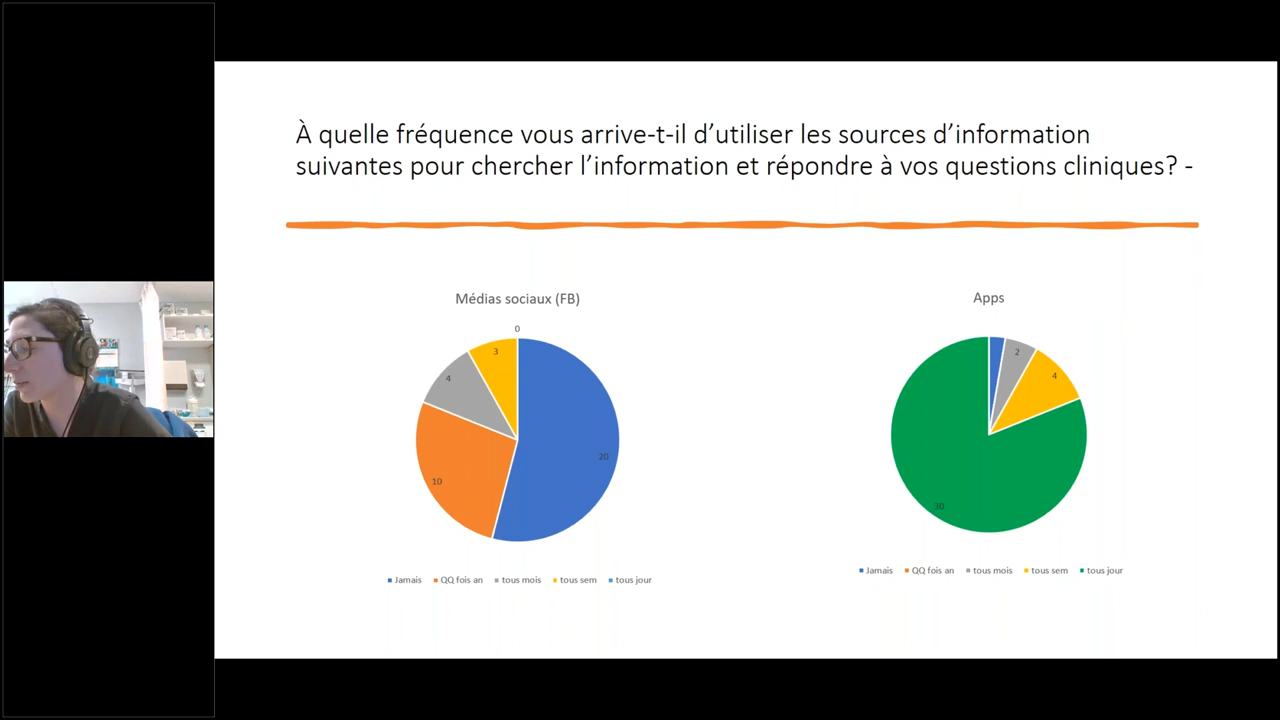 À quelle fréquence vous arrive-t-il d’utiliser les sources d’information
suivantes pour chercher l’information et répondre à vos questions cliniques? -
Médias sociaux (FB)
0
3
4
20
10
Jamais QQ fois an tous mois tous sem tous jour
Apps
2
4
30
Jamais QQ fois an tous mois tous sem tous jour